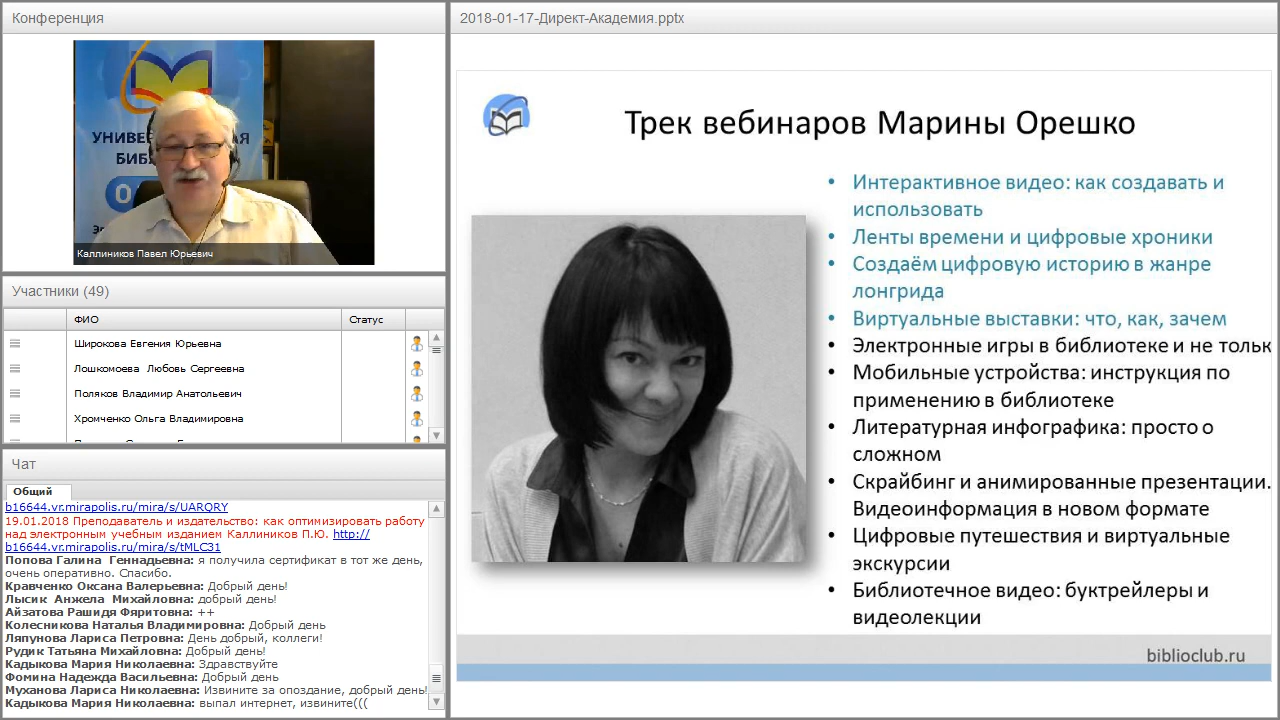 Конференция
УНИВЕ
АЯ
БИБ
Каллиников Павел Юрьевич
Участники (49)
ФИО
Статус
Широкова Евгения Юрьевна
Лошкомоева Любовь Сергеевна
Поляков Владимир Анатольевич
Хромченко Ольга Владимировна
Чат
Общий
b16644.vr.mirapolis.ru/mira/s/UARQRY
19.01.2018 Преподаватель и издательство: как оптимизировать работу
над электронным учебным изданием Каллиников П.Ю. http://
b16644.vr.mirapolis.ru/mira/s/tMLC31
Попова Галина Геннадьевна: я получила сертификат в тот же день,
очень оперативно. Спасибо.
Кравченко Оксана Валерьевна: Добрый день!
Лысик Анжела Михайловна: добрый день!
Айзатова Рашидя Фяритовна: ++
Колесникова Наталья Владимировна: Добрый день
Ляпунова Лариса Петровна: День добрый, коллеги!
Рудик Татьяна Михайловна: Добрый день!
Кадыкова Мария Николаевна: Здравствуйте
Фомина Надежда Васильевна: Добрый день
Муханова Лариса Николаевна: Извините за опоздание, добрый день!
Кадыкова Мария Николаевна: выпал интернет, извините(((
2018-01-17-Директ-Академия.pptx
Трек вебинаров Марины Орешко
• Интерактивное видео: как создавать и
использовать
• Ленты времени и цифровые хроники
• Создаём цифровую историю в жанре
лонгрида
• Виртуальные выставки: что, как, зачем
• Электронные игры в библиотеке и не тольк
• Мобильные устройства: инструкция по
применению в библиотеке
• Литературная инфографика: просто о
сложном
• Скрайбинг и анимированные презентации.
Видеоинформация в новом формате
• Цифровые путешествия и виртуальные
экскурсии
• Библиотечное видео: буктрейлеры и
видеолекции
biblioclub.ru